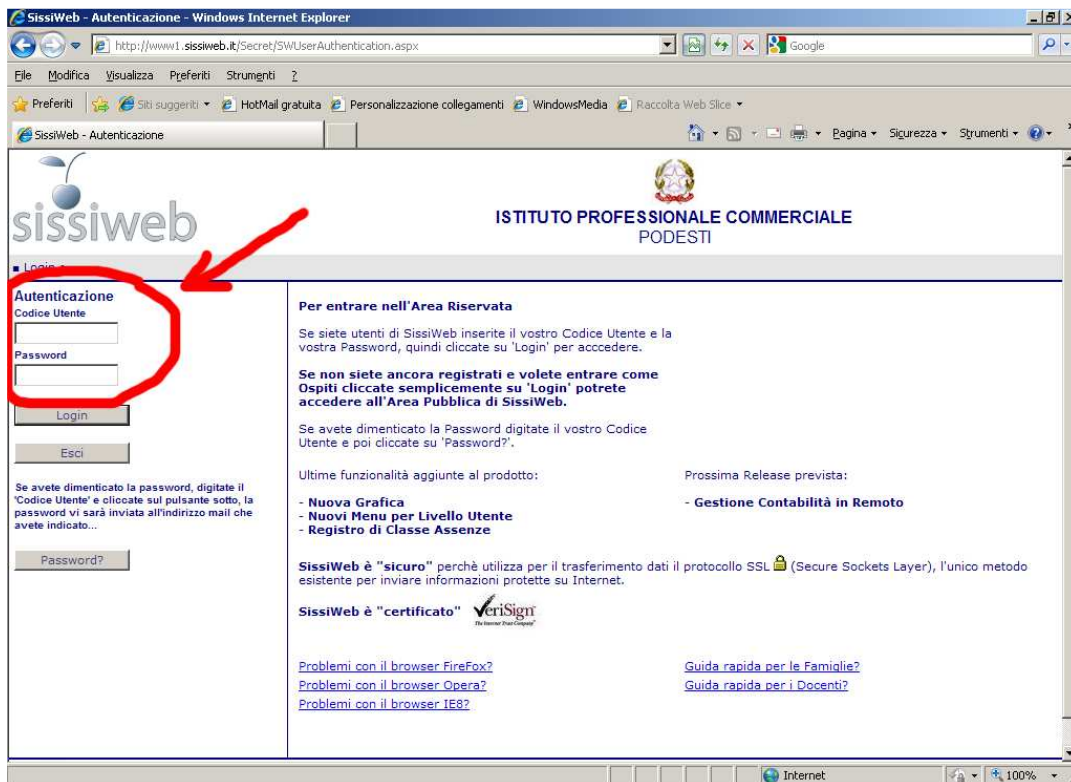 SissiWeb - Autenticazione - Windows Internet Explorer
http://www1.sissiweb.it/Secret/SWUserAuthentication.aspx
Google
File Modifica Visualizza Preferiti Strumenti ?
Preferiti Siti suggeriti HotMail gratuita Personalizzazione collegamenti WindowsMedia Raccolta Web Slice
SissiWeb - Autenticazione
Pagina Sicurezza Strumenti
sissiweb
ISTITUTO PROFESSIONALE COMMERCIALE
PODESTI
Login
Autenticazione
Codice Utente
Password
Login
Esci
Se avete dimenticato la password, digitate il
'Codice Utente' e cliccate sul pulsante sotto, la
password vi sarà inviata all'indirizzo mail che
avete indicato...
Password?
Per entrare nell'Area Riservata
Se siete utenti di SissiWeb inserite il vostro Codice Utente e la
vostra Password, quindi cliccate su 'Login' per acccedere.
Se non siete ancora registrati e volete entrare come
Ospiti cliccate semplicemente su 'Login' potrete
accedere all'Area Pubblica di SissiWeb.
Se avete dimenticato la Password digitate il vostro Codice
Utente e poi cliccate su 'Password?'.
Ultime funzionalità aggiunte al prodotto:
- Nuova Grafica
- Nuovi Menu per Livello Utente
- Registro di Classe Assenze
Prossima Release prevista:
- Gestione Contabilità in Remoto
SissiWeb è "sicuro" perchè utilizza per il trasferimento dati il protocollo SSL (Secure Sockets Layer), l'unico metodo
esistente per inviare informazioni protette su Internet.
SissiWeb è "certificato" VeriSign
The Internet Trust Company
Problemi con il browser FireFox?
Problemi con il browser Opera?
Problemi con il browser IE8?
Guida rapida per le Famiglie?
Guida rapida per i Docenti?
Internet
100%